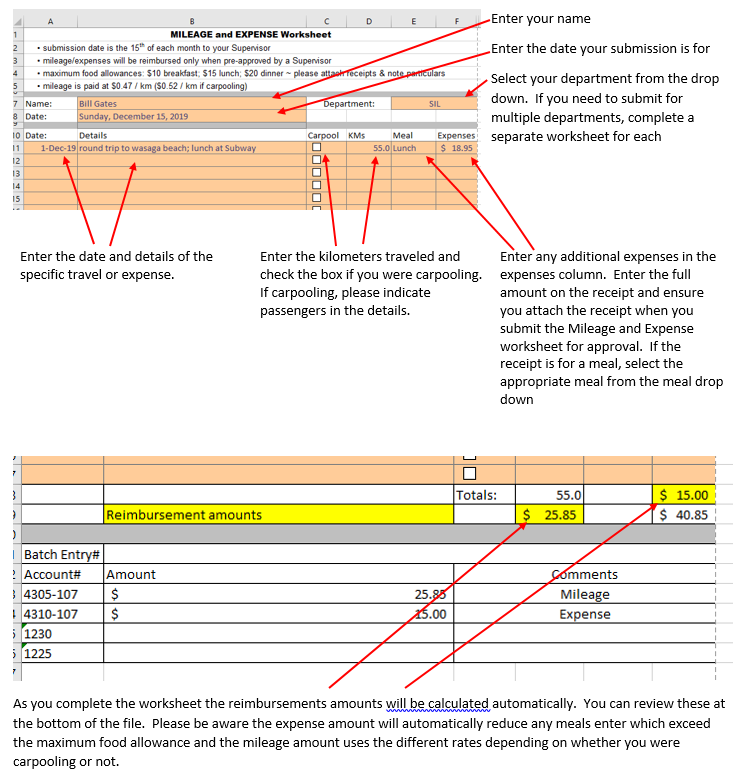 A B C D E F
1 MILEAGE and EXPENSE Worksheet
2 • submission date is the 15th of each month to your Supervisor
3 • mileage/expenses will be reimbursed only when pre-approved by a Supervisor
4 • maximum food allowances: $10 breakfast; $15 lunch; $20 dinner ~ please attach receipts & note particulars
5 • mileage is paid at $0.47 / km ($0.52 / km if carpooling)
7 Name: Bill Gates Department: SIL
8 Date: Sunday, December 15, 2019
9
10 Date: Details Carpool KMs Meal Expenses
11 1-Dec-19 round trip to wasaga beach; lunch at Subway 55.0 Lunch $ 18.95
12
13
14
15
Enter your name
Enter the date your submission is for
Select your department from the drop
down. If you need to submit for
multiple departments, complete a
separate worksheet for each
Enter the date and details of the
specific travel or expense.
Enter the kilometers traveled and
check the box if you were carpooling.
If carpooling, please indicate
passengers in the details.
Enter any additional expenses in the
expenses column. Enter the full
amount on the receipt and ensure
you attach the receipt when you
submit the Mileage and Expense
worksheet for approval. If the
receipt is for a meal, select the
appropriate meal from the meal drop
down
Totals: 55.0 $ 15.00
Reimbursement amounts $ 25.85 $ 40.85
Batch Entry#
Account# Amount Comments
4305-107 $ 25.85 Mileage
4310-107 $ 15.00 Expense
1230
1225
As you complete the worksheet the reimbursements amounts will be calculated automatically. You can review these at
the bottom of the file. Please be aware the expense amount will automatically reduce any meals enter which exceed
the maximum food allowance and the mileage amount uses the different rates depending on whether you were
carpooling or not.